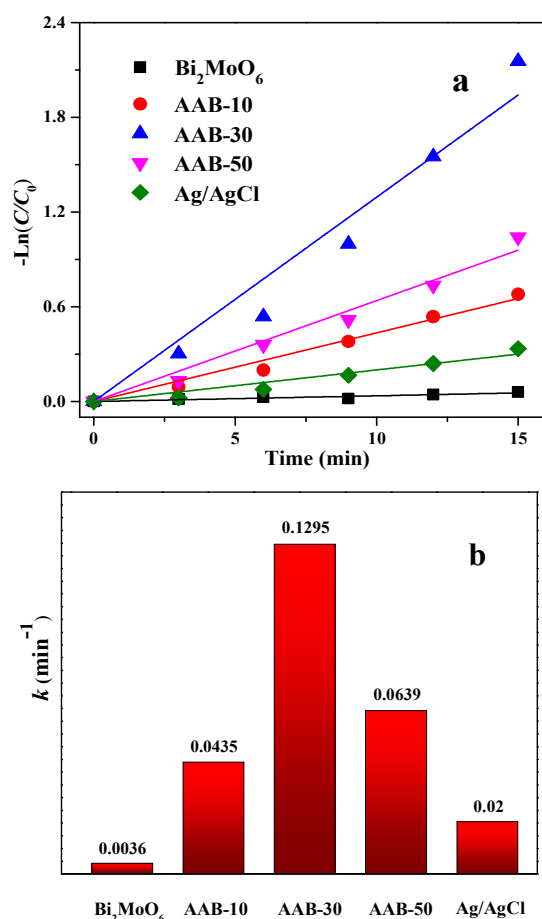 a
Bi₂MoO₆
AAB-10
AAB-30
AAB-50
Ag/AgCl
-Ln(C/C₀)
2.4
1.8
1.2
0.6
0.0
0 5 10 15
Time (min)
b
k (min⁻¹)
0.0036
0.0435
0.1295
0.0639
0.02
Bi₂MoO₆ AAB-10 AAB-30 AAB-50 Ag/AgCl